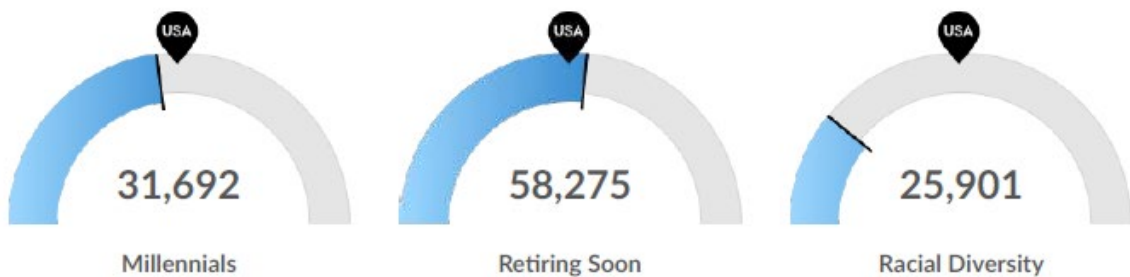 USA
USA
USA
31,692
58,275
25,901
Millennials
Retiring Soon
Racial Diversity